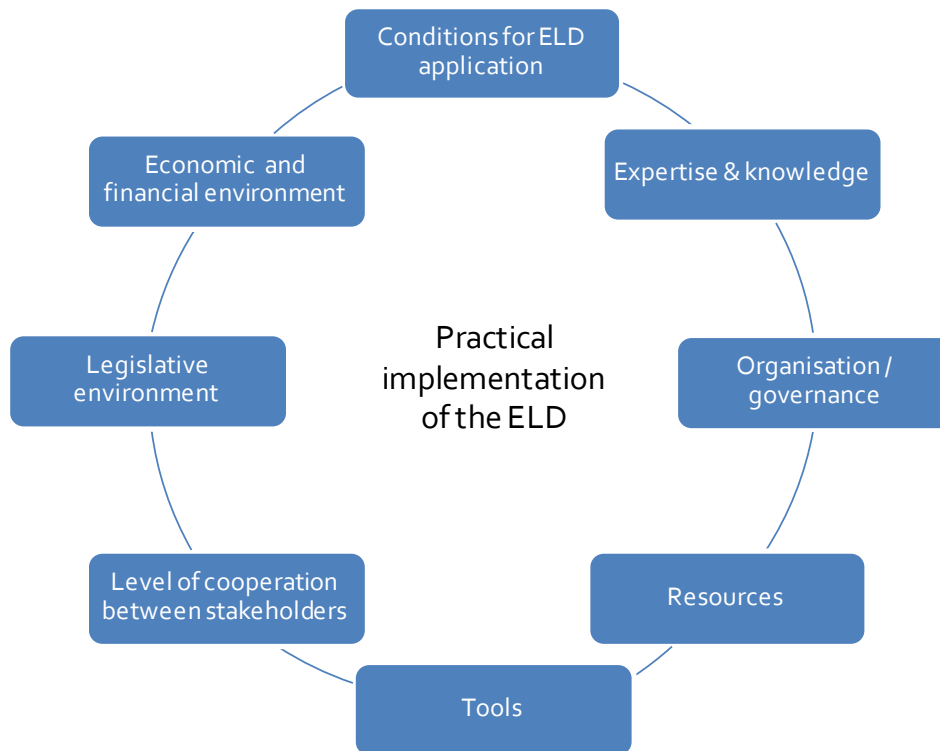 Conditions for ELD
application
Expertise & knowledge
Economic and
financial environment
Practical
implementation
of the ELD
Organisation /
governance
Legislative
environment
Resources
Level of cooperation
between stakeholders
Tools